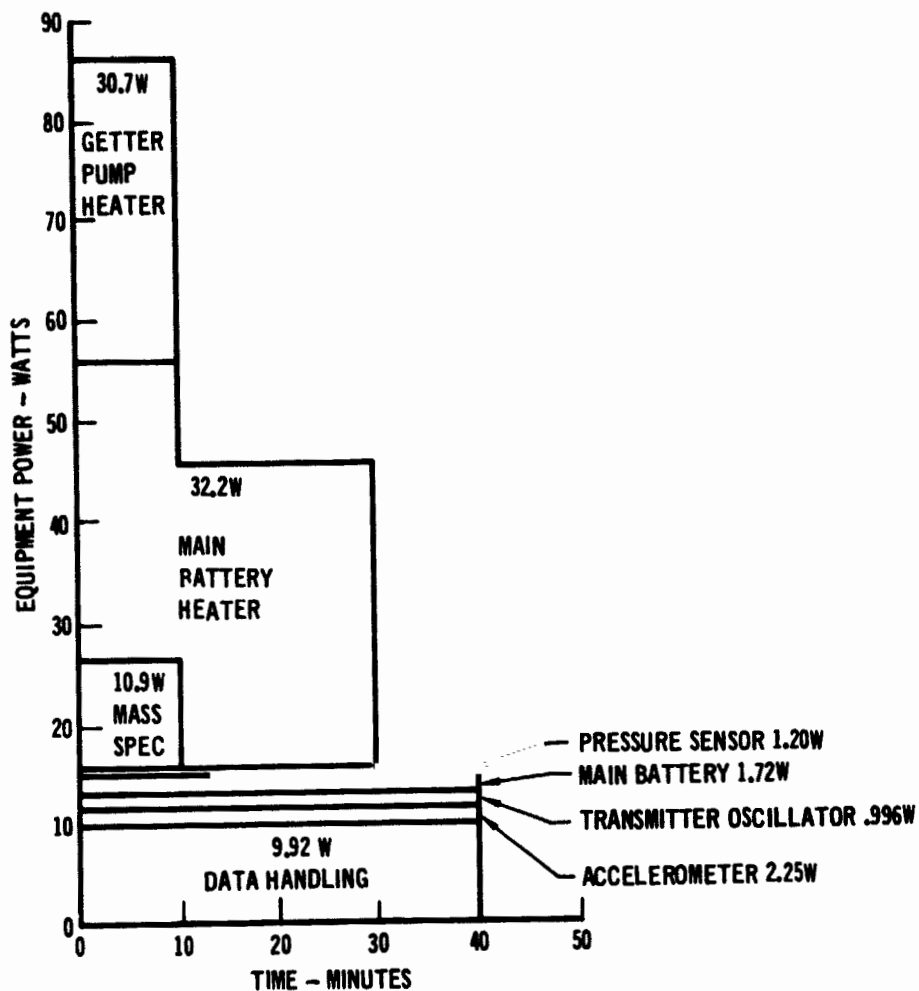 90
80
70
60
50
40
30
20
10
0
EQUIPMENT POWER – WATTS
30.7W
GETTER
PUMP
HEATER
32.2W
MAIN
BATTERY
HEATER
10.9W
MASS
SPEC
PRESSURE SENSOR 1.20W
MAIN BATTERY 1.72W
TRANSMITTER OSCILLATOR .996W
ACCELEROMETER 2.25W
9.92 W
DATA HANDLING
0 10 20 30 40 50
TIME – MINUTES